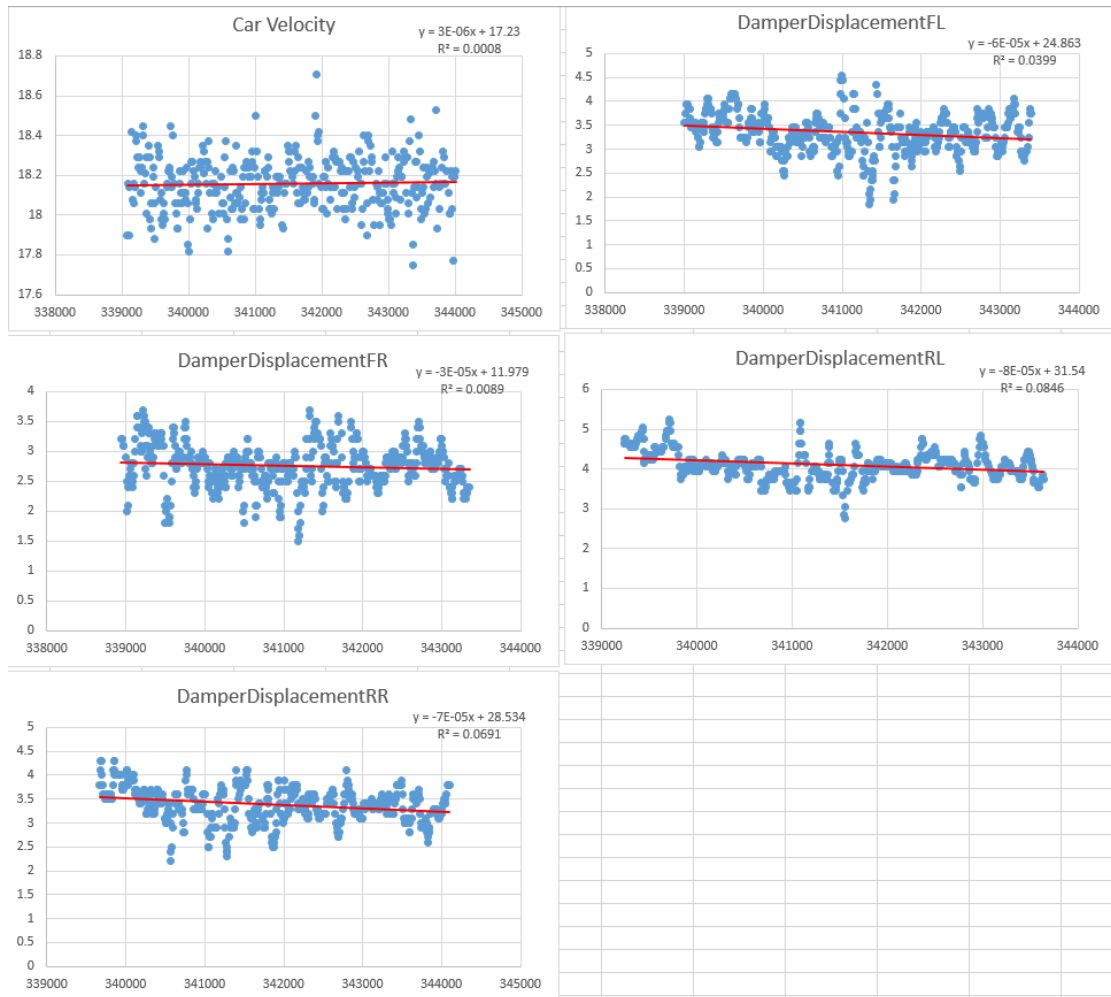 Car Velocity
y = 3E-06x + 17.23
R² = 0.0008
18.8
18.6
18.4
18.2
18
17.8
17.6
338000 339000 340000 341000 342000 343000 344000 345000
DamperDisplacementFL
y = -6E-05x + 24.863
R² = 0.0399
5
4.5
4
3.5
3
2.5
2
1.5
1
0.5
0
338000 339000 340000 341000 342000 343000 344000
DamperDisplacementFR
y = -3E-05x + 11.979
R² = 0.0089
4
3.5
3
2.5
2
1.5
1
0.5
0
338000 339000 340000 341000 342000 343000 344000
DamperDisplacementRL
y = -8E-05x + 31.54
R² = 0.0846
6
5
4
3
2
1
0
339000 340000 341000 342000 343000 344000
DamperDisplacementRR
y = -7E-05x + 28.534
R² = 0.0691
5
4.5
4
3.5
3
2.5
2
1.5
1
0.5
0
339000 340000 341000 342000 343000 344000 345000